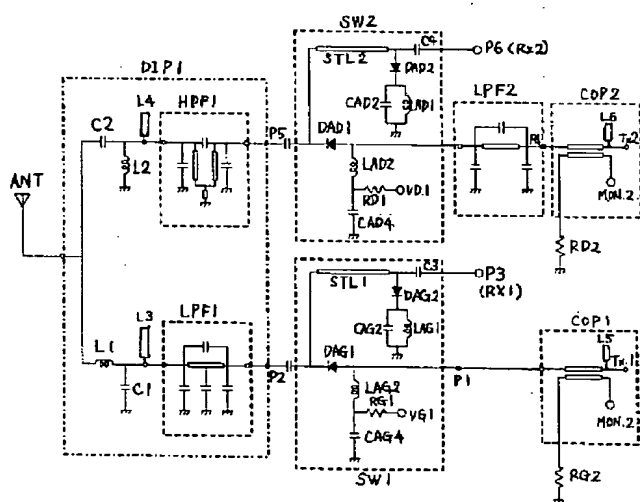 SW2
C4
P6 (Rx2)
STL2
DAD2
DIP1
LPF2
COP2
L4
HPF1
CAD2
LAD1
L6
C2
P5
DAD1
Tx2
L2
LAD2
ANT
RD1
VD1
MON.2
CAD4
RD2
SW1
C3
P3
(RX1)
STL1
DAG2
L3
LPF1
CAG2
LAG1
COP1
L5
L1
P2
DAG1
P1
Tx.1
C1
LAG2
RG1
VG1
MON.2
CAG4
RG2